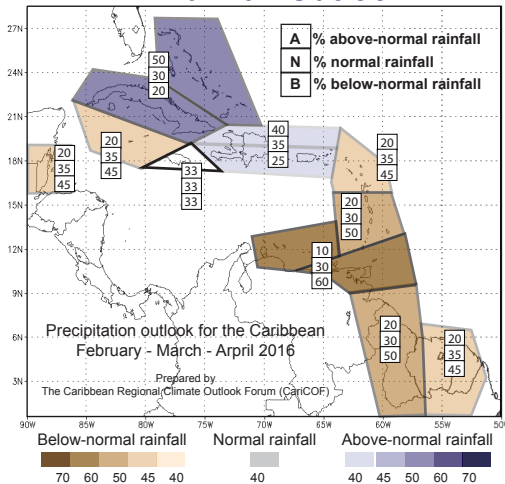 27N
24N
21N
18N
15N
12N
9N
6N
3N
A % above-normal rainfall
N % normal rainfall
B % below-normal rainfall
50
30
20
40
35
25
20
35
45
20
35
45
20
35
45
33
33
33
20
30
50
10
30
60
20
30
50
20
35
45
Precipitation outlook for the Caribbean
February - March - Arpril 2016
Prepared by
The Caribbean Regional Climate Outlook Forum (CariCOF)
90W 85W 80W 75W 70W 65W 60W 55W 50
Below-normal rainfall Normal rainfall Above-normal rainfall
70 60 50 45 40 40 40 45 50 60 70